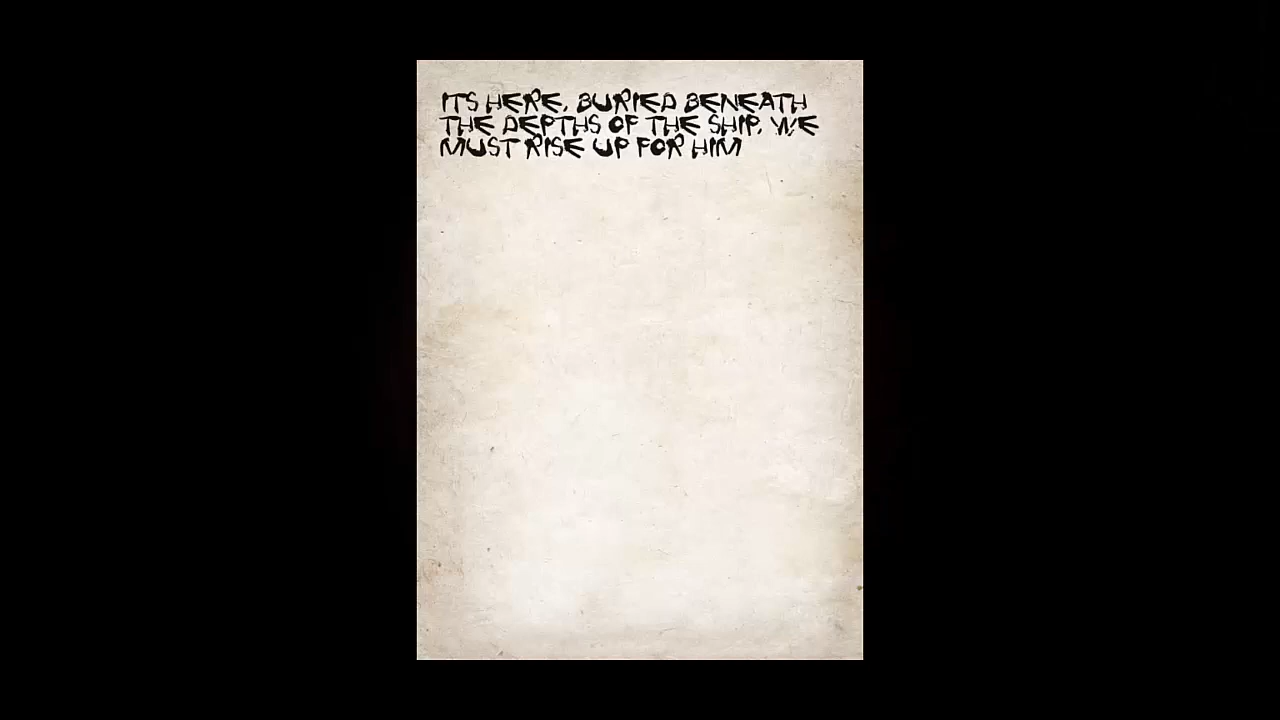 ITS HERE, BURIED BENEATH
THE DEPTHS OF THE SHIP, WE
MUST RISE UP FOR HIM